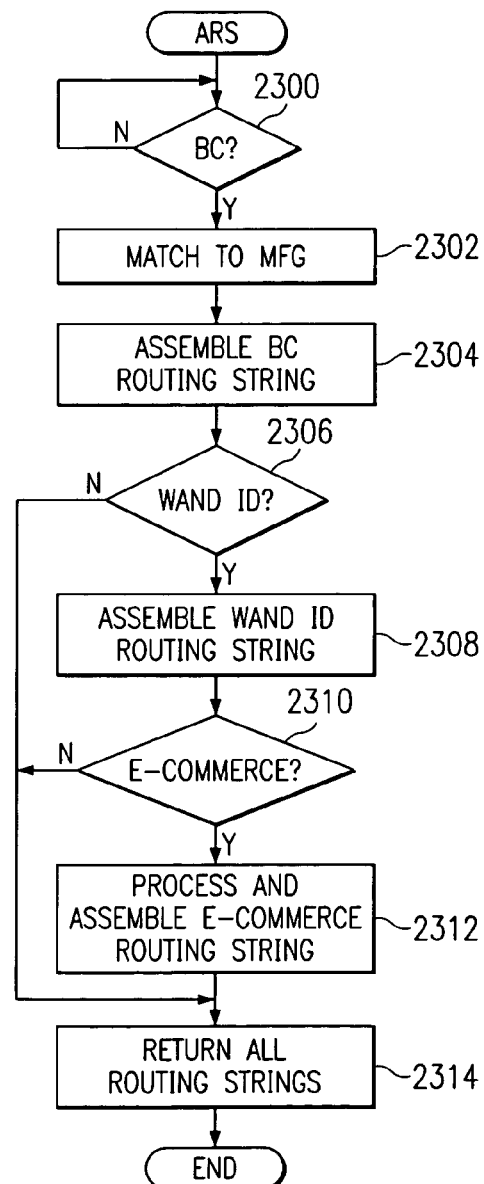 ARS
2300
N
BC?
Y
MATCH TO MFG
2302
ASSEMBLE BC
ROUTING STRING
2304
2306
N
WAND ID?
Y
ASSEMBLE WAND ID
ROUTING STRING
2308
2310
N
E-COMMERCE?
Y
PROCESS AND
ASSEMBLE E-COMMERCE
ROUTING STRING
2312
RETURN ALL
ROUTING STRINGS
2314
END